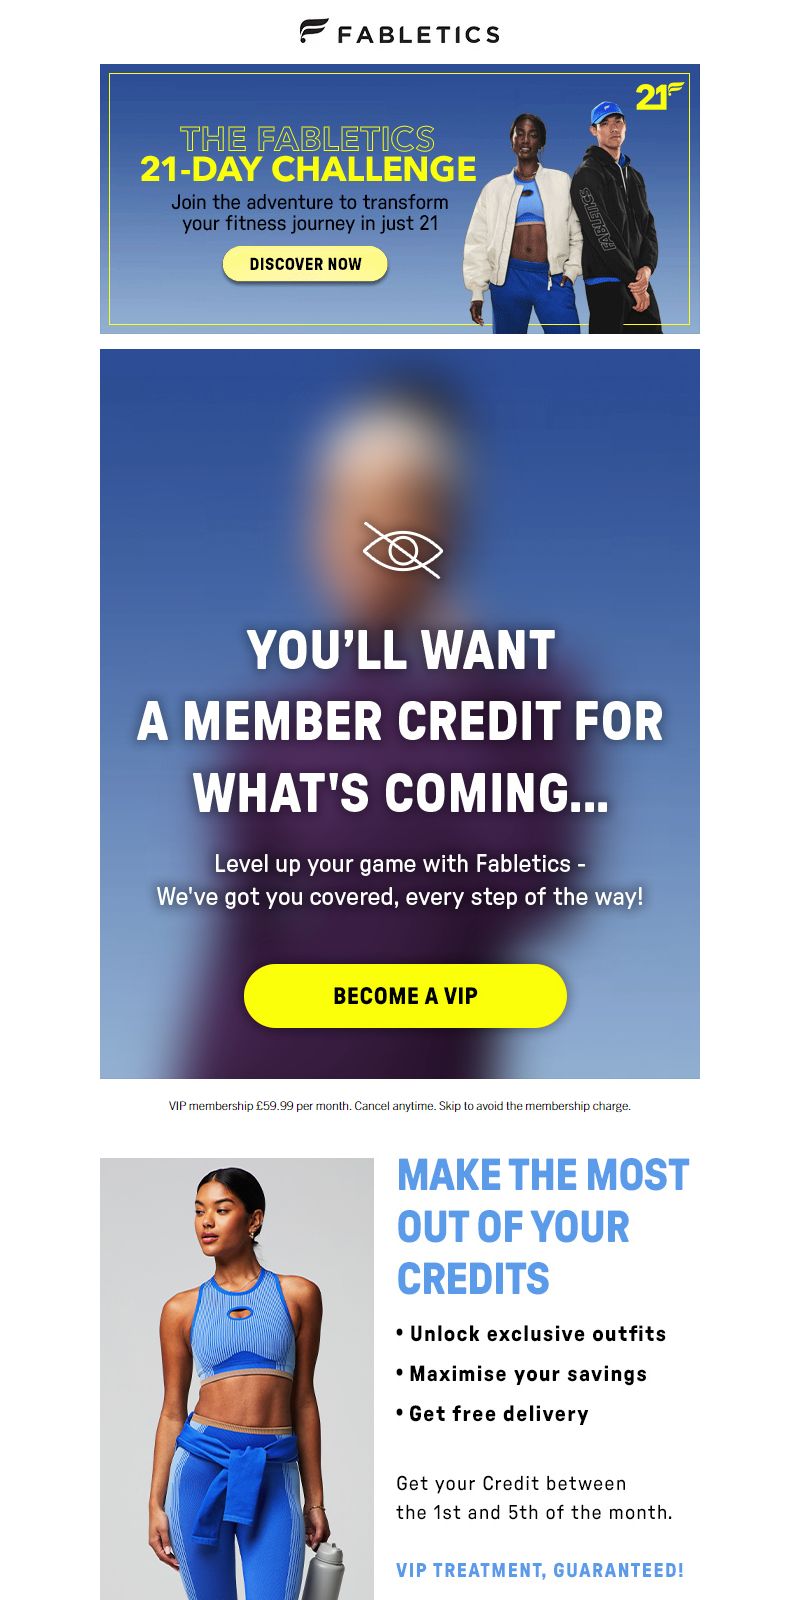 FABLETICS
21
THE FABLETICS
21-DAY CHALLENGE
Join the adventure to transform
your fitness journey in just 21
DISCOVER NOW
FABLETICS
YOU’LL WANT
A MEMBER CREDIT FOR
WHAT'S COMING...
Level up your game with Fabletics -
We've got you covered, every step of the way!
BECOME A VIP
VIP membership £59.99 per month. Cancel anytime. Skip to avoid the membership charge.
MAKE THE MOST
OUT OF YOUR
CREDITS
• Unlock exclusive outfits
• Maximise your savings
• Get free delivery
Get your Credit between
the 1st and 5th of the month.
VIP TREATMENT, GUARANTEED!